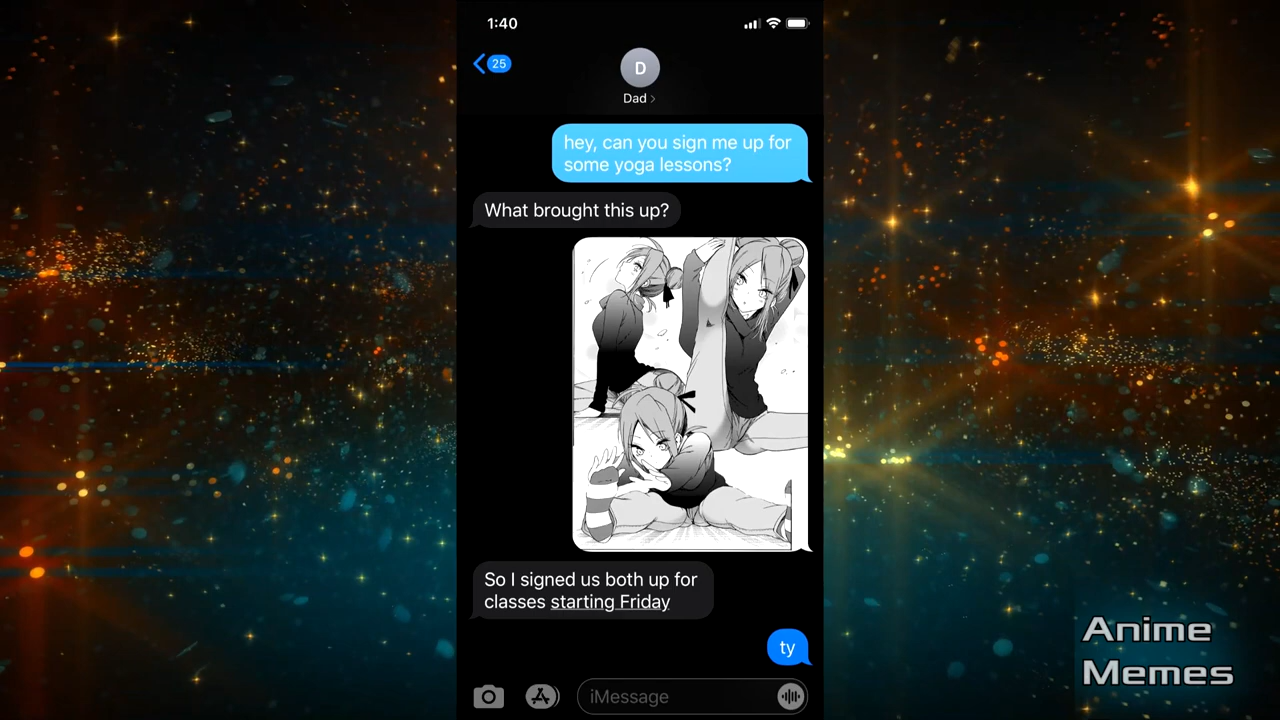 1:40
25
D
Dad
hey, can you sign me up for
some yoga lessons?
What brought this up?
So I signed us both up for
classes starting Friday
ty
iMessage
Anime
Memes